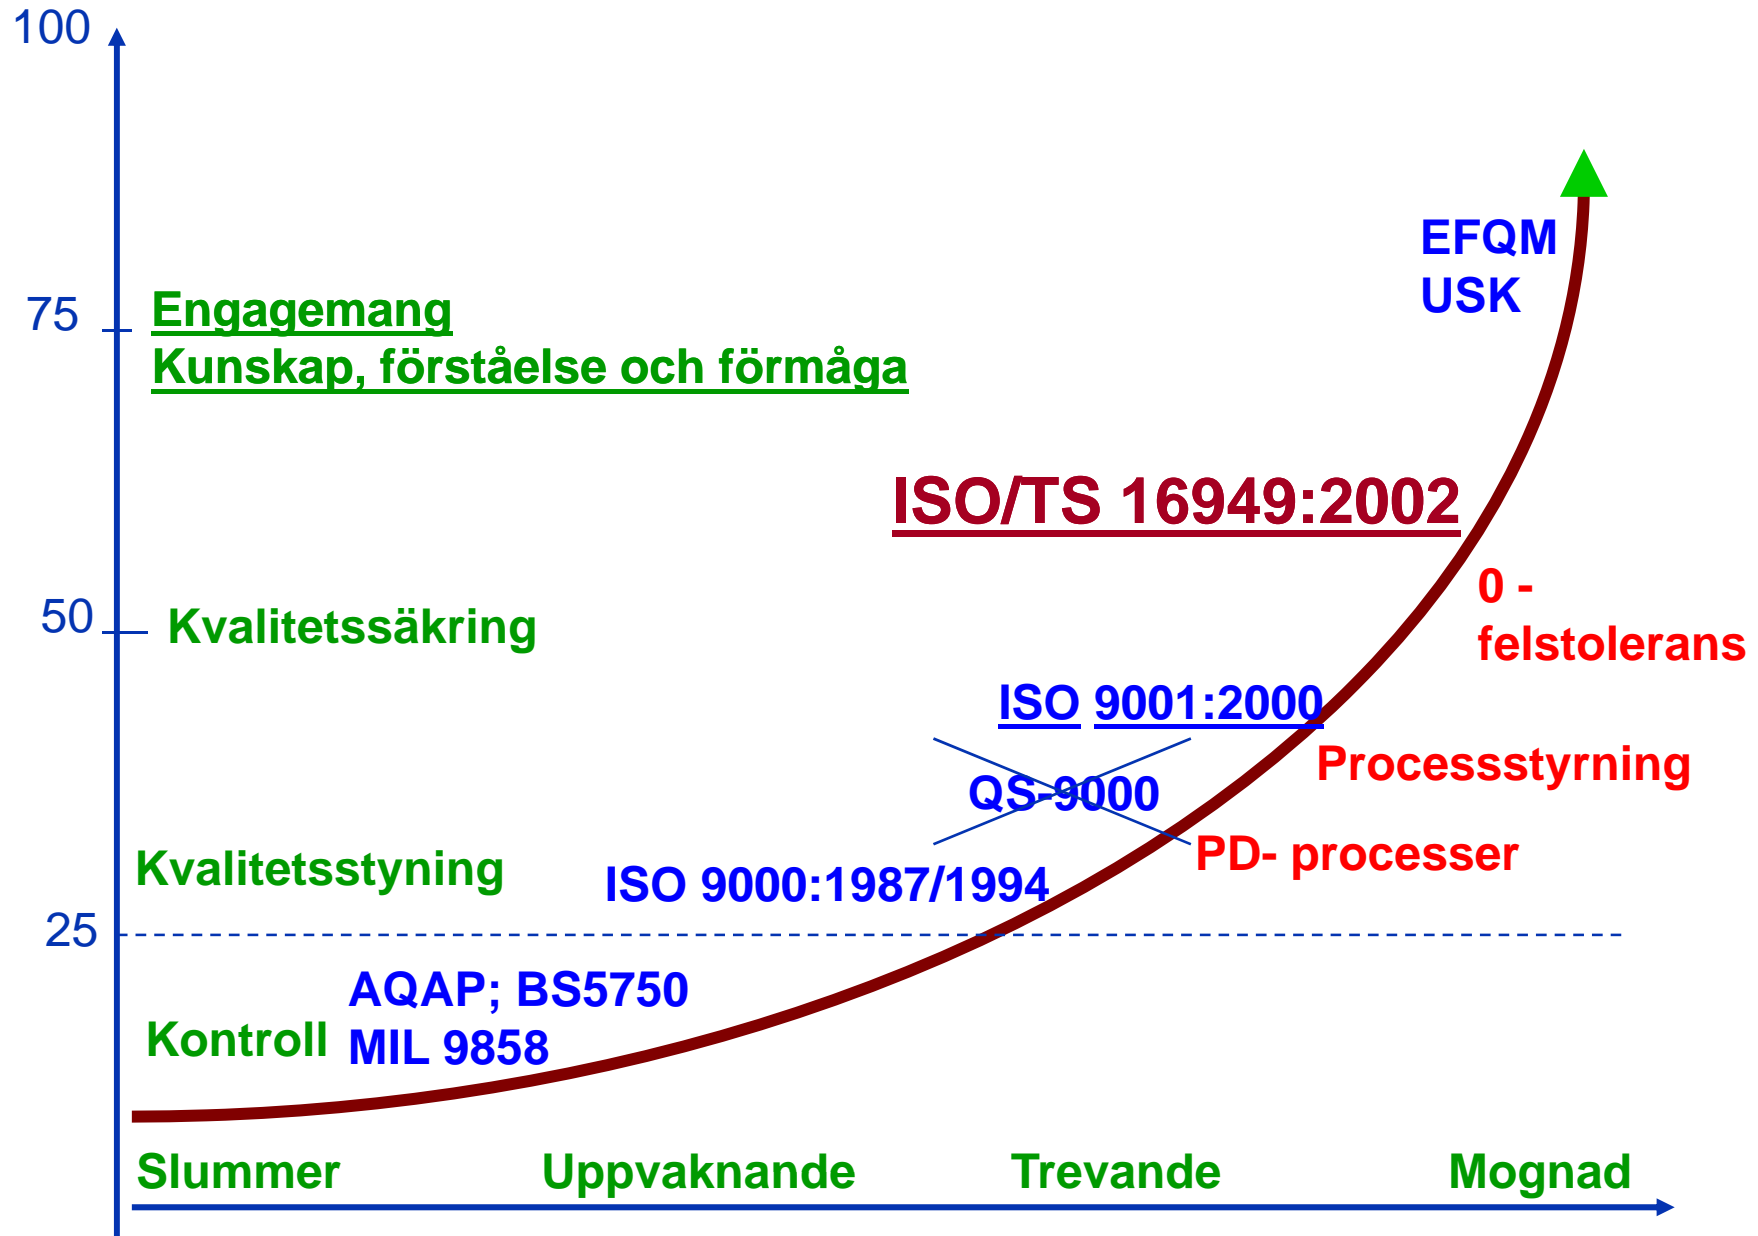 100
EFQM
USK
75
Engagemang
Kunskap, förståelse och förmåga
ISO/TS 16949:2002
0 -
felstolerans
50
Kvalitetssäkring
ISO 9001:2000
Processstyrning
QS-9000
PD- processer
Kvalitetsstyning
ISO 9000:1987/1994
25
AQAP; BS5750
MIL 9858
Kontroll
Slummer
Uppvaknande
Trevande
Mognad